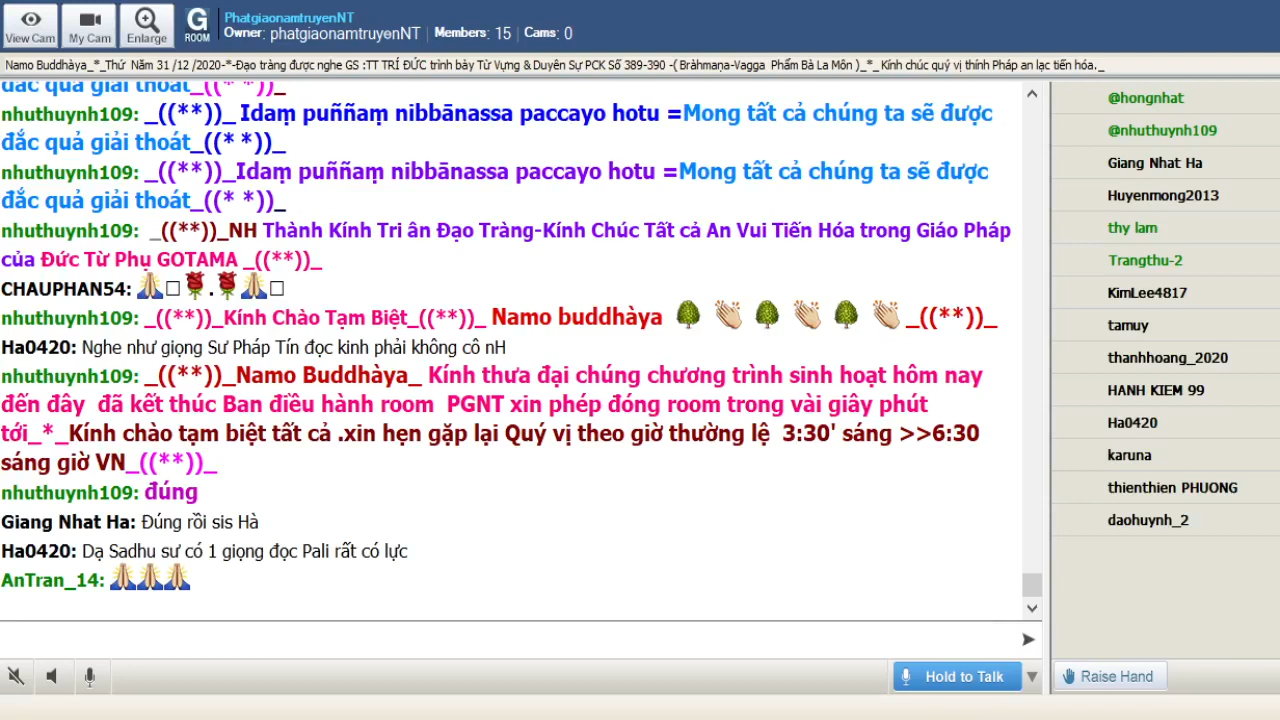 View Cam
My Cam
Enlarge
G
ROOM
PhatgiaonamtruyenNT
Owner: phatgiaonamtruyenNT | Members: 15 | Cams: 0
Namo Buddhàya_*_Thứ Năm 31 /12 /2020-*-Đạo tràng được nghe GS :TT TRÍ ĐỨC trình bày Từ Vựng & Duyên Sự PCK Số 389-390 -( Bràhmaṇa-Vagga Phẩm Bà La Môn )_*_ Kính chúc quý vị thính Pháp an lạc tiến hóa._
đắc quả giải thoát_((* *))_
nhuthuynh109: _((**))_ Idaṃ puññaṃ nibbānassa paccayo hotu =Mong tất cả chúng ta sẽ được
đắc quả giải thoát_((* *))_
nhuthuynh109: _((**))_Idaṃ puññaṃ nibbānassa paccayo hotu =Mong tất cả chúng ta sẽ được
đắc quả giải thoát_((* *))_
nhuthuynh109: _((**))_NH Thành Kính Tri ân Đạo Tràng-Kính Chúc Tất cả An Vui Tiến Hóa trong Giáo Pháp
của Đức Từ Phụ GOTAMA _((**))_
CHAUPHAN54: 🙏□🌹.🌹🙏□
nhuthuynh109: _((**))_Kính Chào Tạm Biệt_((**))_ Namo buddhàya 🌳 👏 🌳 👏 🌳 👏 _((**))_
Ha0420: Nghe như giọng Sư Pháp Tín đọc kinh phải không cô nH
nhuthuynh109: _((**))_Namo Buddhàya_ Kính thưa đại chúng chương trình sinh hoạt hôm nay
đến đây đã kết thúc Ban điều hành room PGNT xin phép đóng room trong vài giây phút
tới_*_Kính chào tạm biệt tất cả .xin hẹn gặp lại Quý vị theo giờ thường lệ 3:30' sáng >>6:30
sáng giờ VN_((**))_
nhuthuynh109: đúng
Giang Nhat Ha: Đúng rồi sis Hà
Ha0420: Dạ Sadhu sư có 1 giọng đọc Pali rất có lực
AnTran_14: 🙏🙏🙏
Hold to Talk
@hongnhat
@nhuthuynh109
Giang Nhat Ha
Huyenmong2013
thy lam
Trangthu-2
KimLee4817
tamuy
thanhhoang_2020
HANH KIEM 99
Ha0420
karuna
thienthien PHUONG
daohuynh_2
Raise Hand